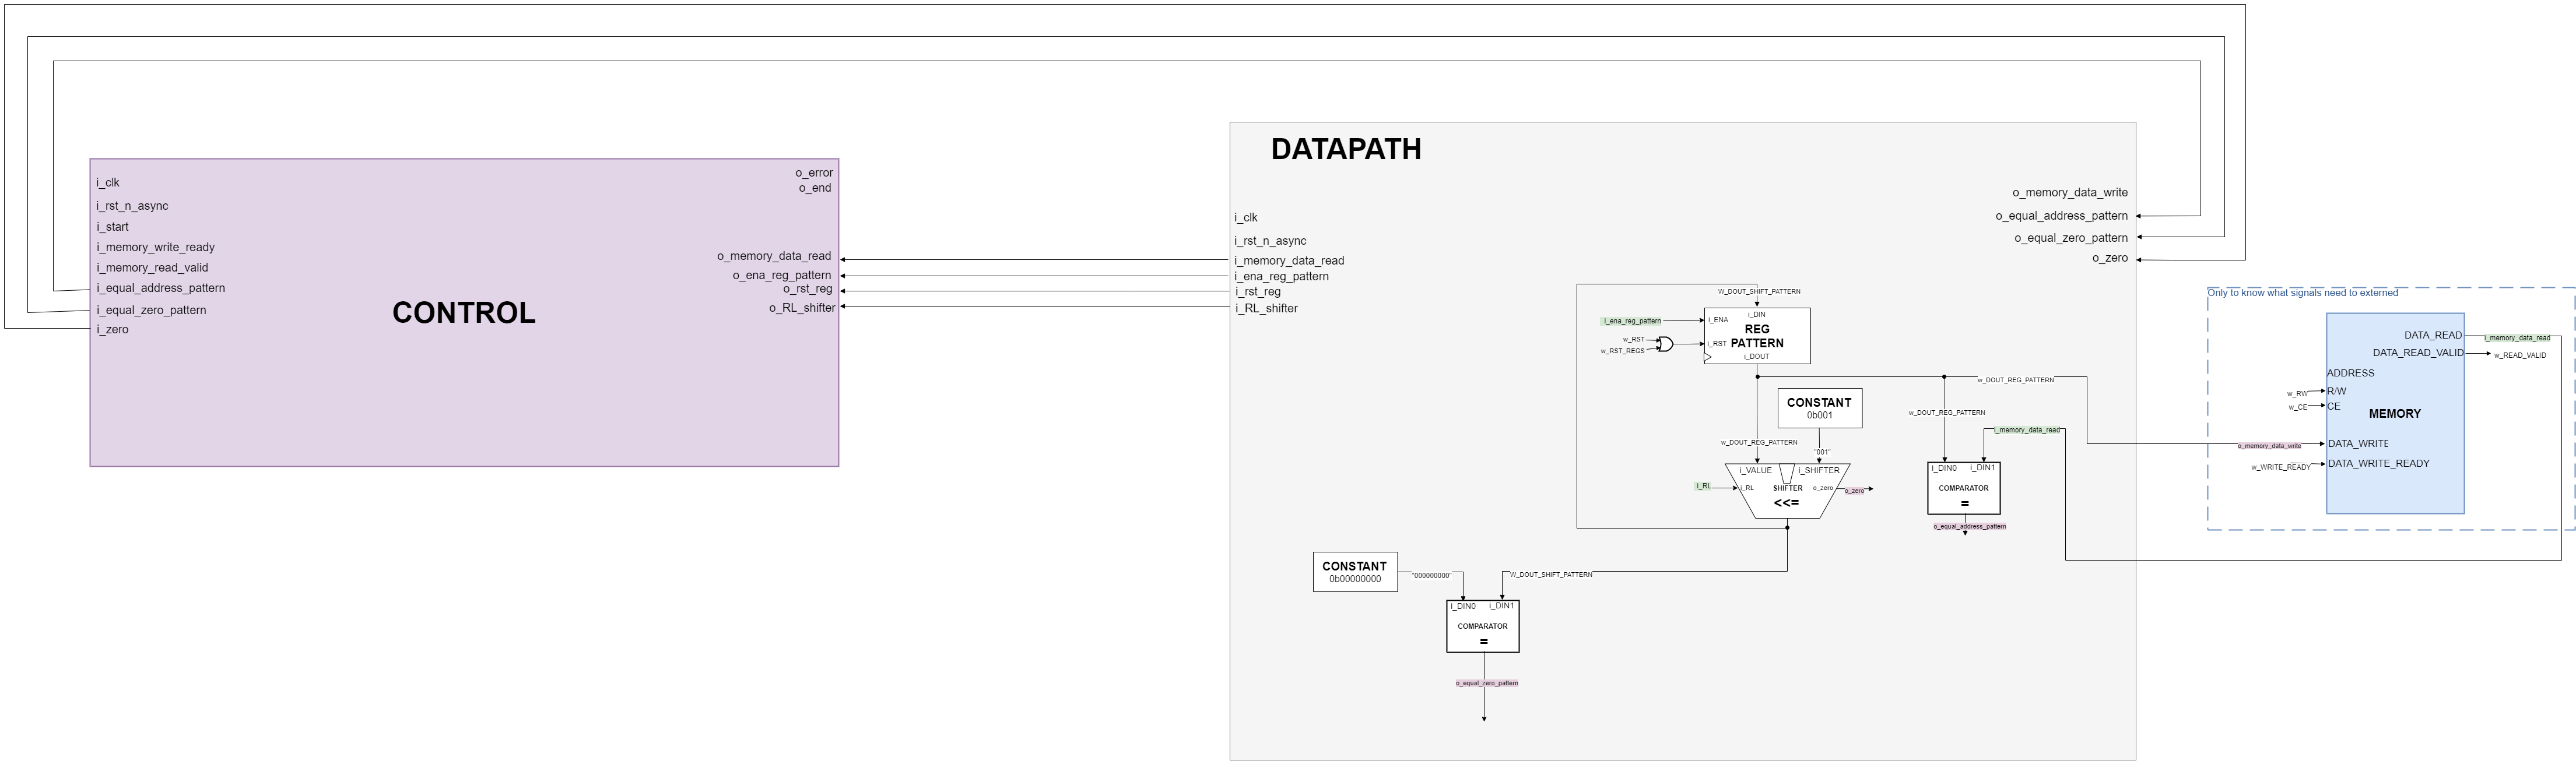 CONTROL
i_clk
i_rst_n_async
i_start
i_memory_write_ready
i_memory_read_valid
i_equal_address_pattern
i_equal_zero_pattern
i_zero
o_error
o_end
o_memory_data_read
o_ena_reg_pattern
o_rst_reg
o_RL_shifter
DATAPATH
i_clk
i_rst_n_async
i_memory_data_read
i_ena_reg_pattern
i_rst_reg
i_RL_shifter
o_memory_data_write
o_equal_address_pattern
o_equal_zero_pattern
o_zero
W_DOUT_SHIFT_PATTERN
i_ena_reg_pattern
w_RST
w_RST_REGS
i_DIN
i_ENA
REG
i_RST
PATTERN
i_DOUT
w_DOUT_REG_PATTERN
CONSTANT
0b001
w_DOUT_REG_PATTERN
w_DOUT_REG_PATTERN
i_memory_data_read
"001"
i_VALUE
i_SHIFTER
i_RL
i_RL
SHIFTER
o_zero
<<=
o_zero
i_DIN0
i_DIN1
COMPARATOR
=
o_equal_address_pattern
CONSTANT
0b00000000
"000000000"
W_DOUT_SHIFT_PATTERN
i_DIN0
i_DIN1
COMPARATOR
=
o_equal_zero_pattern
Only to know what signals need to externed
DATA_READ
i_memory_data_read
DATA_READ_VALID
w_READ_VALID
ADDRESS
w_RW
R/W
w_CE
CE
MEMORY
o_memory_data_write
DATA_WRITE
w_WRITE_READY
DATA_WRITE_READY